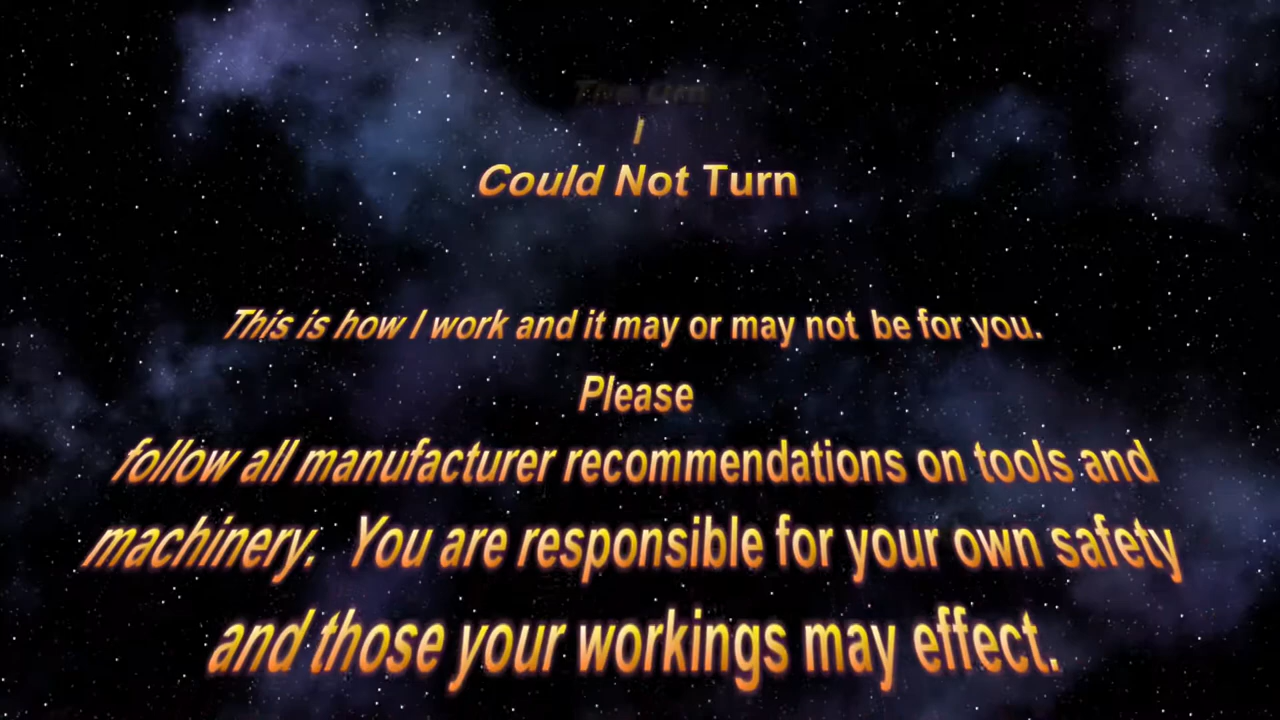 I
Could Not Turn
This is how I work and it may or may not be for you.
Please
follow all manufacturer recommendations on tools and
machinery. You are responsible for your own safety
and those your workings may effect.